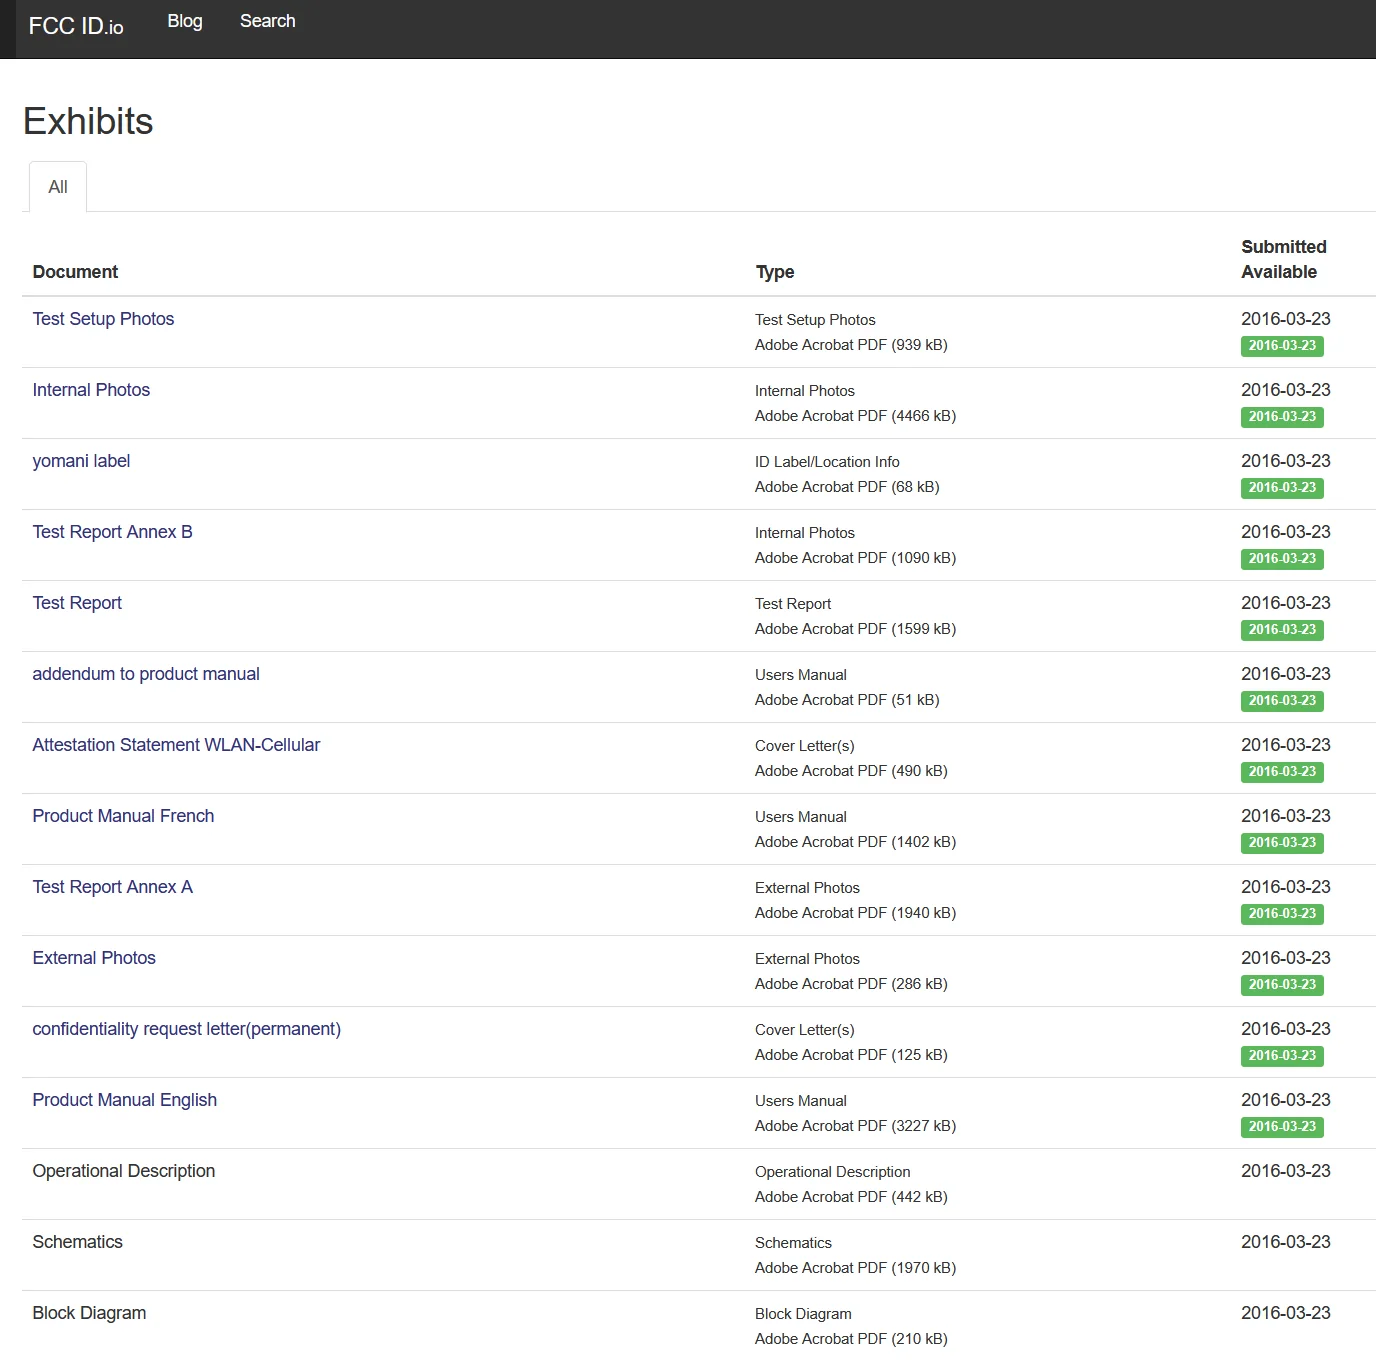 FCC ID.io Blog Search
Exhibits
All
Submitted
Document Type Available
Test Setup Photos Test Setup Photos 2016-03-23
Adobe Acrobat PDF (939 kB) 2016-03-23
Internal Photos Internal Photos 2016-03-23
Adobe Acrobat PDF (4466 kB) 2016-03-23
yomani label ID Label/Location Info 2016-03-23
Adobe Acrobat PDF (68 kB) 2016-03-23
Test Report Annex B Internal Photos 2016-03-23
Adobe Acrobat PDF (1090 kB) 2016-03-23
Test Report Test Report 2016-03-23
Adobe Acrobat PDF (1599 kB) 2016-03-23
addendum to product manual Users Manual 2016-03-23
Adobe Acrobat PDF (51 kB) 2016-03-23
Attestation Statement WLAN-Cellular Cover Letter(s) 2016-03-23
Adobe Acrobat PDF (490 kB) 2016-03-23
Product Manual French Users Manual 2016-03-23
Adobe Acrobat PDF (1402 kB) 2016-03-23
Test Report Annex A External Photos 2016-03-23
Adobe Acrobat PDF (1940 kB) 2016-03-23
External Photos External Photos 2016-03-23
Adobe Acrobat PDF (286 kB) 2016-03-23
confidentiality request letter(permanent) Cover Letter(s) 2016-03-23
Adobe Acrobat PDF (125 kB) 2016-03-23
Product Manual English Users Manual 2016-03-23
Adobe Acrobat PDF (3227 kB) 2016-03-23
Operational Description Operational Description 2016-03-23
Adobe Acrobat PDF (442 kB)
Schematics Schematics 2016-03-23
Adobe Acrobat PDF (1970 kB)
Block Diagram Block Diagram 2016-03-23
Adobe Acrobat PDF (210 kB)